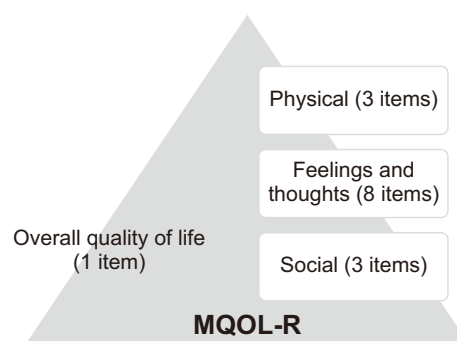 Physical (3 items)
Feelings and
thoughts (8 items)
Overall quality of life
(1 item)
Social (3 items)
MQOL-R